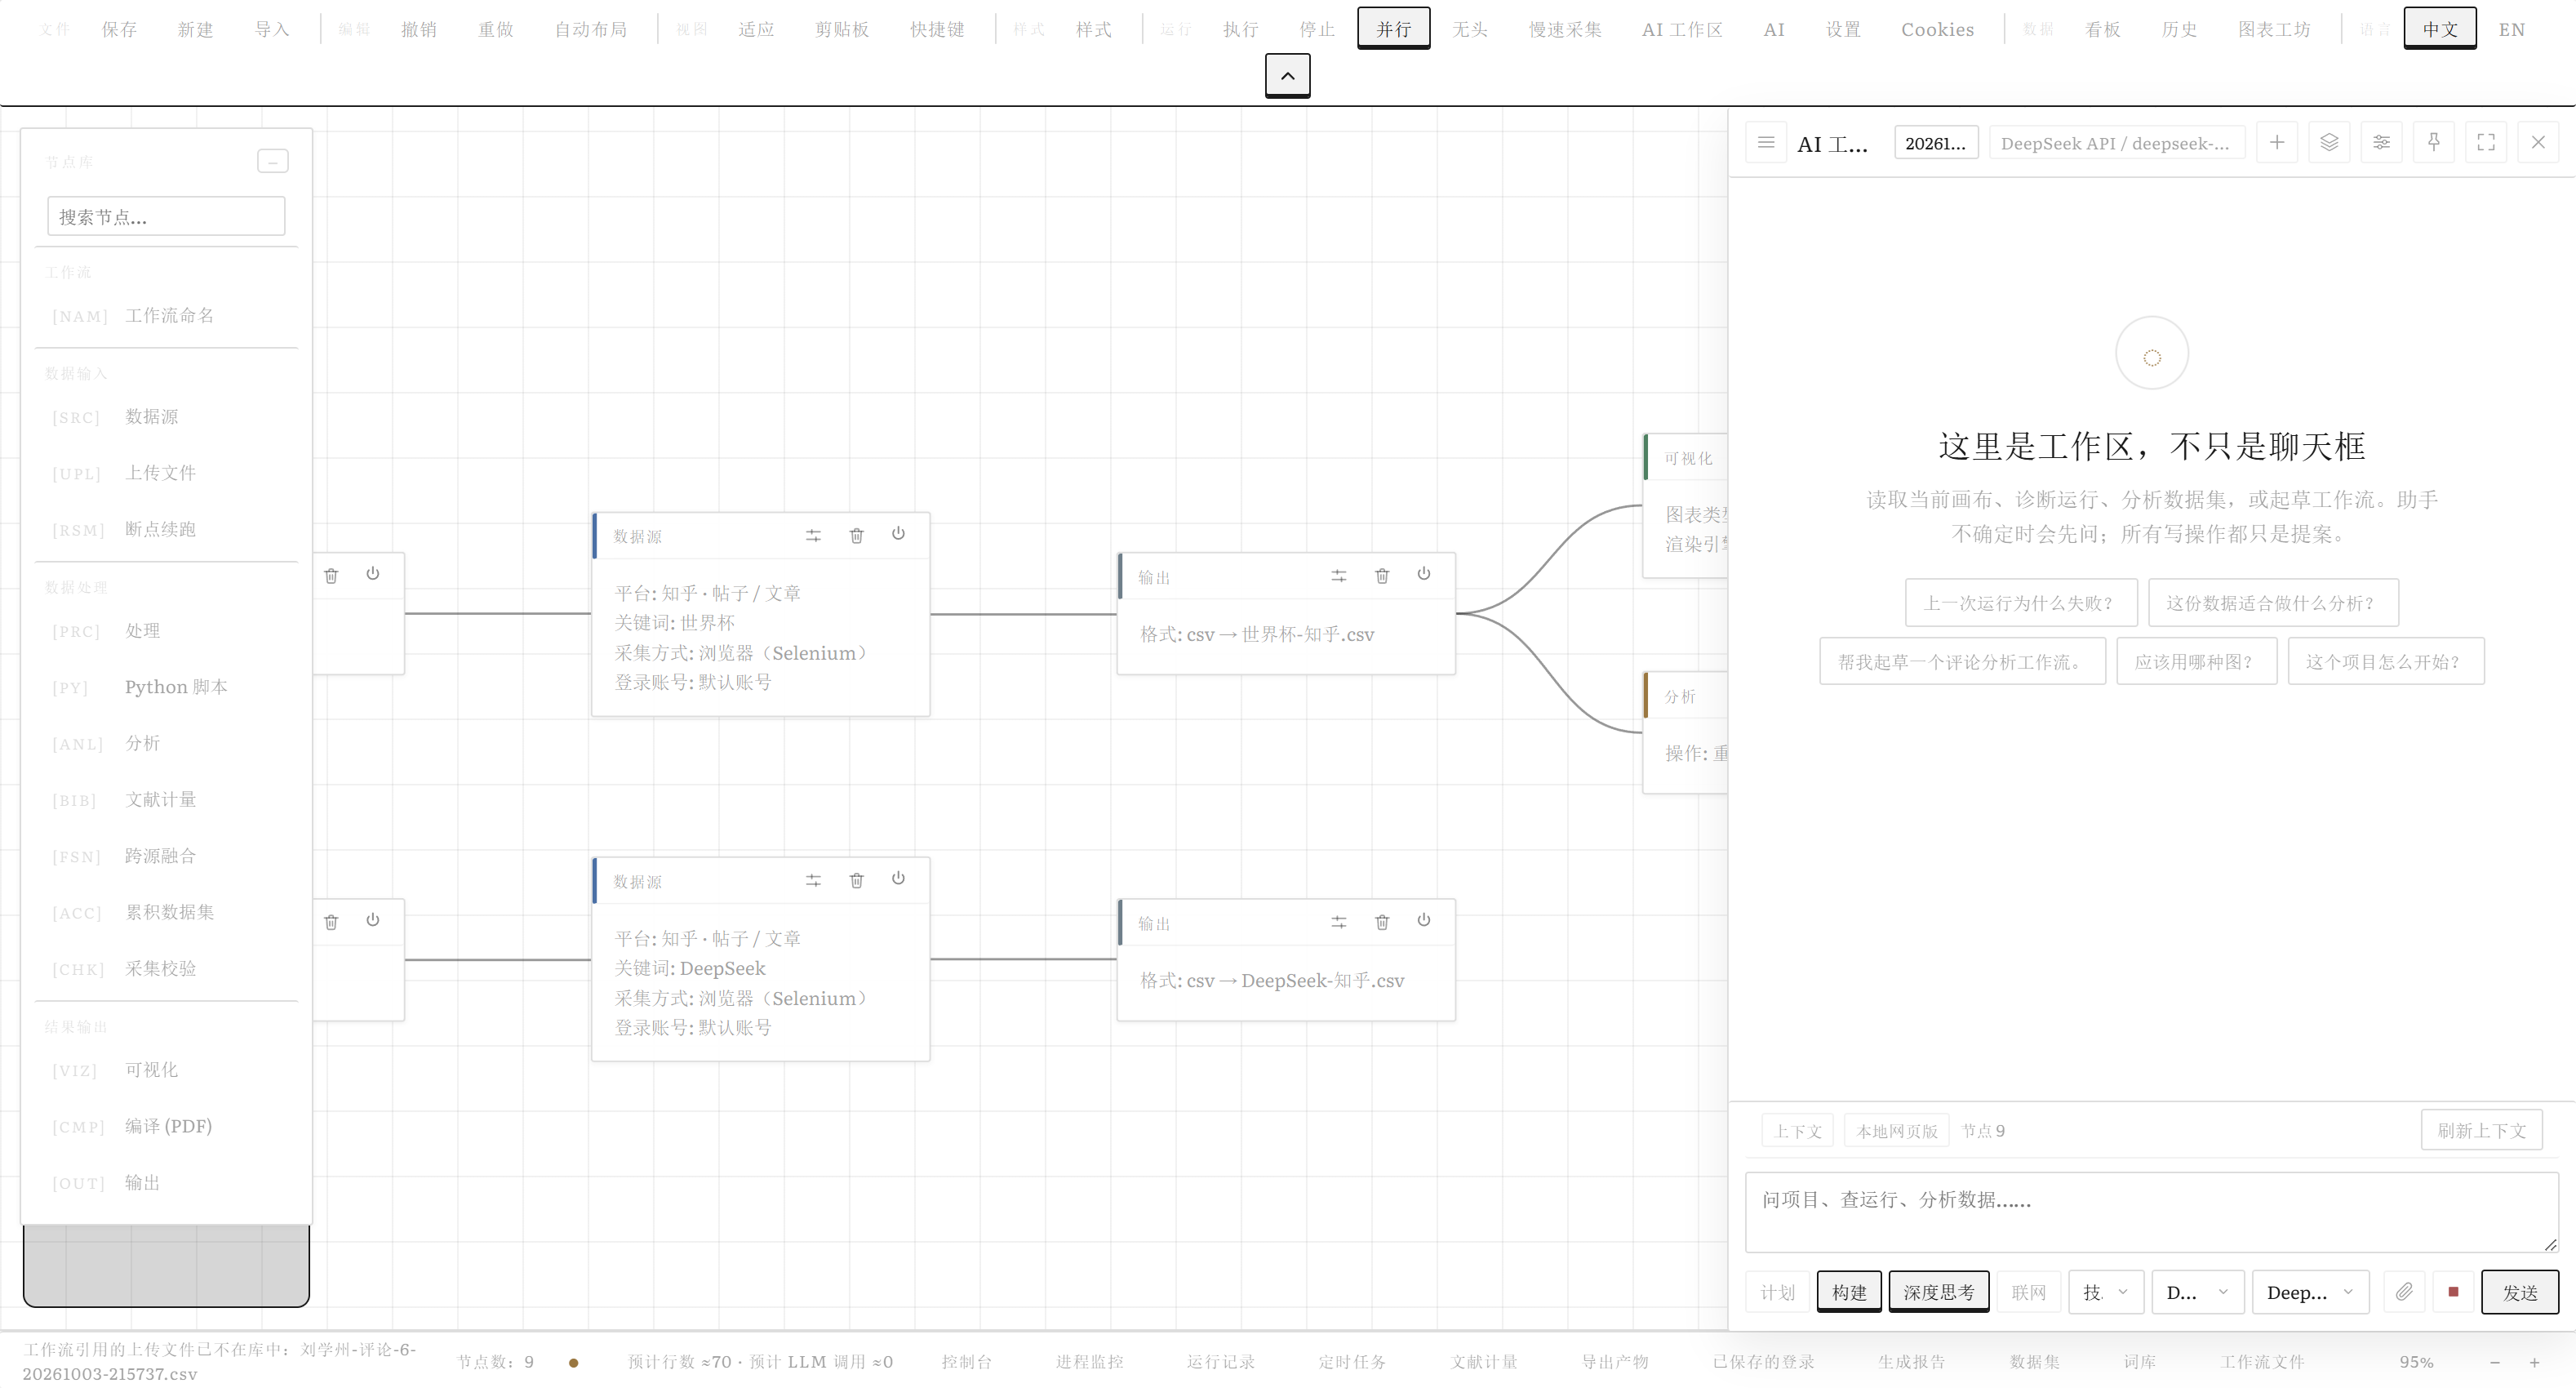 文件 保存 新建 导入 编辑 撤销 重做 自动布局 视图 适应 剪贴板 快捷键 样式 样式 运行 执行 停止 并行 无头 慢速采集 AI 工作区 AI 设置 Cookies 数据 看板 历史 图表工坊 语言 中文 EN
节点库
搜索节点...
工作流
[NAM] 工作流命名
数据输入
[SRC] 数据源
[UPL] 上传文件
[RSM] 断点续跑
数据处理
[PRC] 处理
[PY] Python 脚本
[ANL] 分析
[BIB] 文献计量
[FSN] 跨源融合
[ACC] 累积数据集
[CHK] 采集校验
结果输出
[VIZ] 可视化
[CMP] 编译 (PDF)
[OUT] 输出
数据源
平台: 知乎 · 帖子 / 文章
关键词: 世界杯
采集方式: 浏览器（Selenium）
登录账号: 默认账号
输出
格式: csv → 世界杯-知乎.csv
可视化
图表类型
渲染引擎
分析
操作: 重
数据源
平台: 知乎 · 帖子 / 文章
关键词: DeepSeek
采集方式: 浏览器（Selenium）
登录账号: 默认账号
输出
格式: csv → DeepSeek-知乎.csv
AI 工... 20261... DeepSeek API / deepseek-...
这里是工作区，不只是聊天框
读取当前画布、诊断运行、分析数据集，或起草工作流。助手
不确定时会先问；所有写操作都只是提案。
上一次运行为什么失败？ 这份数据适合做什么分析？
帮我起草一个评论分析工作流。 应该用哪种图？ 这个项目怎么开始？
上下文 本地网页版 节点 9 刷新上下文
问项目、查运行、分析数据……
计划 构建 深度思考 联网 技. D... Deep... 发送
工作流引用的上传文件已不在库中：刘学州-评论-6-
20261003-215737.csv
节点数：9 预计行数 ≈70 · 预计 LLM 调用 ≈0 控制台 进程监控 运行记录 定时任务 文献计量 导出产物 已保存的登录 生成报告 数据集 词库 工作流文件 95% − +